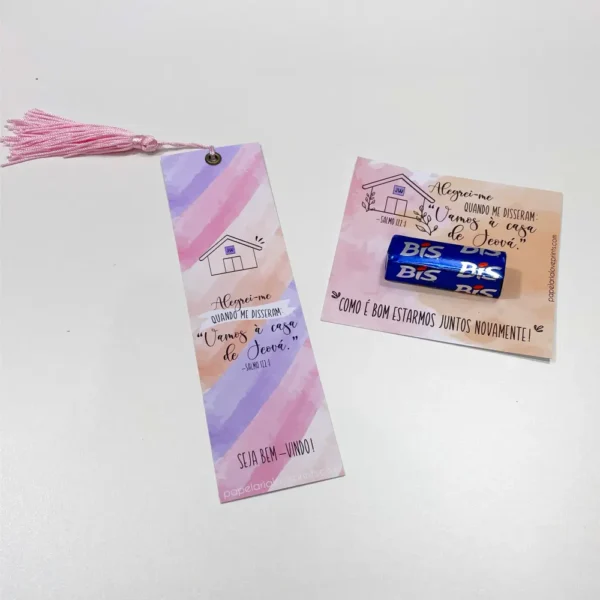 Alegrei-me
QUANDO ME DISSERAM:
"Vamos à casa
de Jeová."
-SALMO 122:1
SEJA BEM-VINDO!
Alegrei-me
QUANDO ME DISSERAM:
"Vamos à casa
de Jeová."
-SALMO 122:1
BIS BIS
BIS BIS
COMO É BOM ESTARMOS JUNTOS NOVAMENTE!